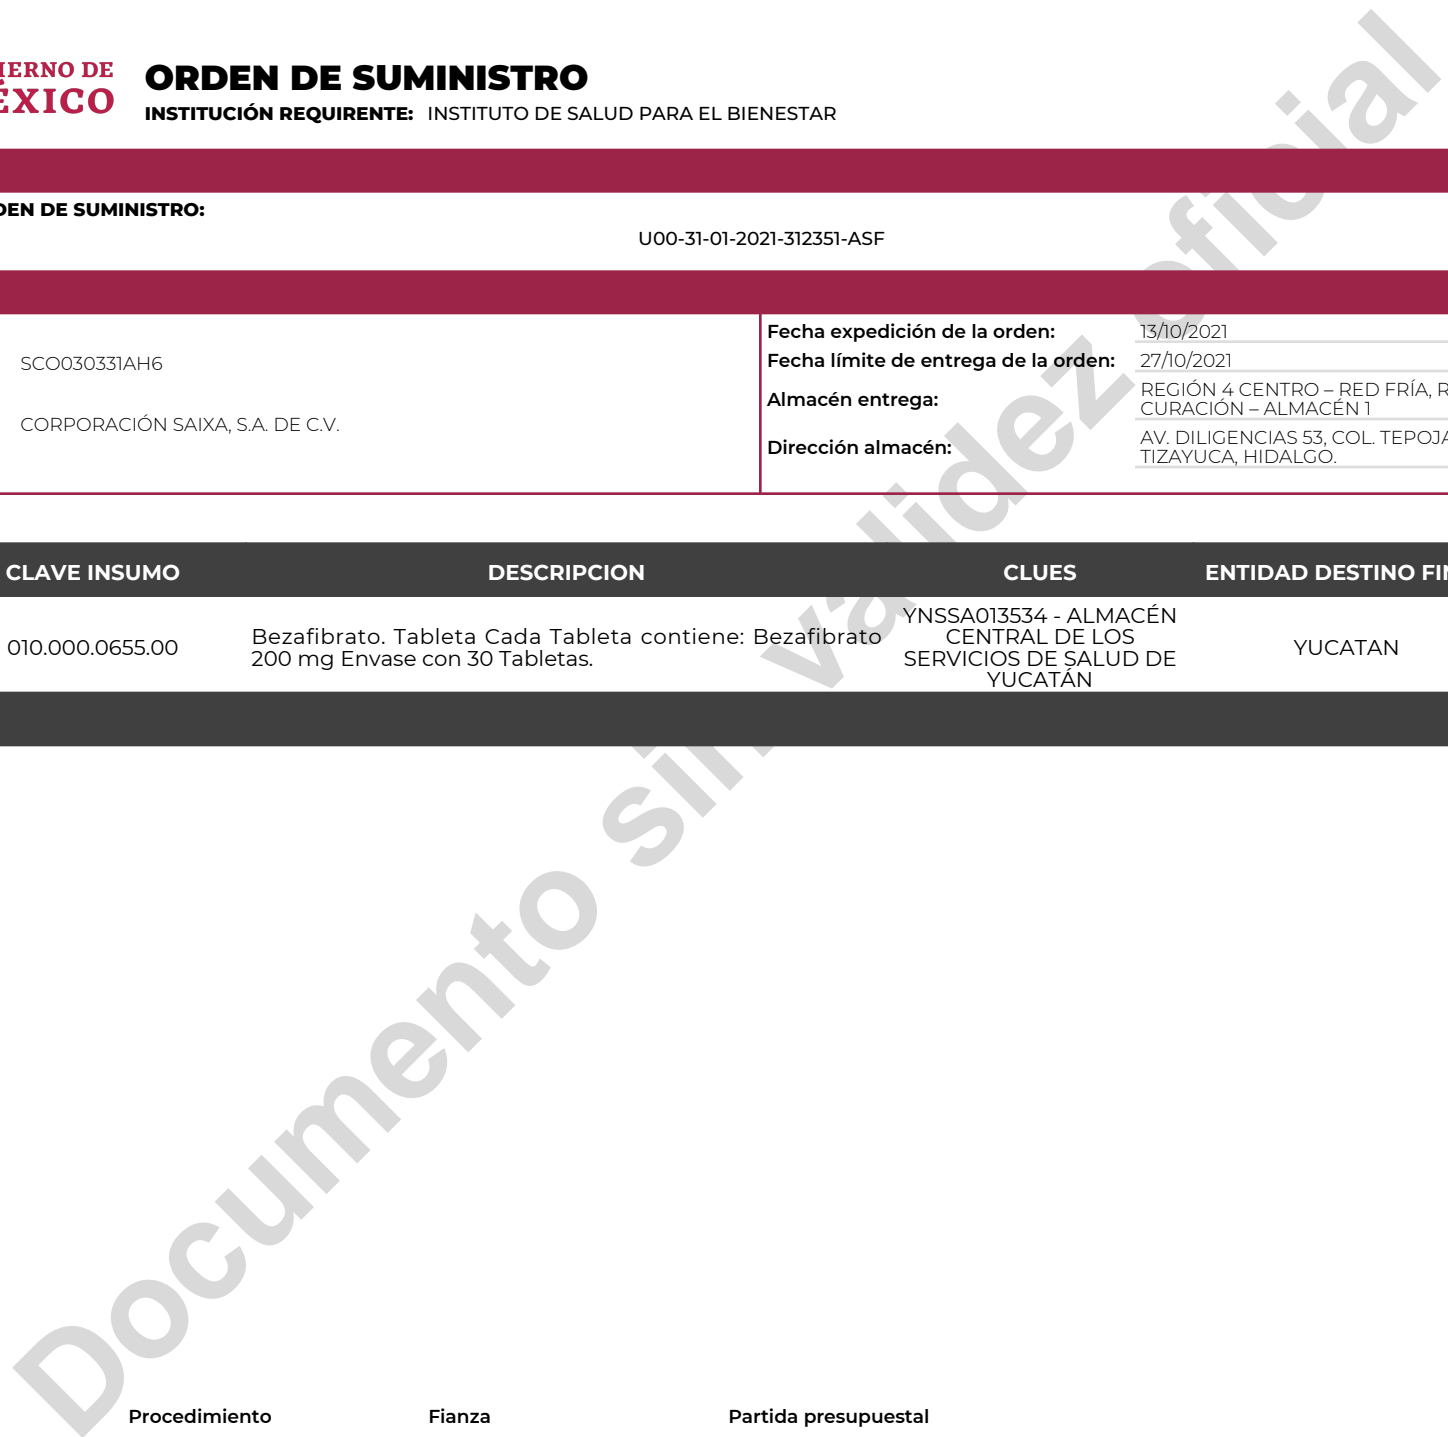 IERNO DE
ÉXICO
ORDEN DE SUMINISTRO
INSTITUCIÓN REQUIRENTE: INSTITUTO DE SALUD PARA EL BIENESTAR
DEN DE SUMINISTRO:
U00-31-01-2021-312351-ASF
SCO030331AH6
CORPORACIÓN SAIXA, S.A. DE C.V.
Fecha expedición de la orden: 13/10/2021
Fecha límite de entrega de la orden: 27/10/2021
Almacén entrega: REGIÓN 4 CENTRO – RED FRÍA, R
CURACIÓN – ALMACÉN 1
Dirección almacén: AV. DILIGENCIAS 53, COL. TEPOJA
TIZAYUCA, HIDALGO.
CLAVE INSUMO DESCRIPCION CLUES ENTIDAD DESTINO FIN
010.000.0655.00
Bezafibrato. Tableta Cada Tableta contiene: Bezafibrato
200 mg Envase con 30 Tabletas.
YNSSA013534 - ALMACÉN
CENTRAL DE LOS
SERVICIOS DE SALUD DE
YUCATÁN
YUCATAN
Documento sin validez oficial
Procedimiento Fianza Partida presupuestal